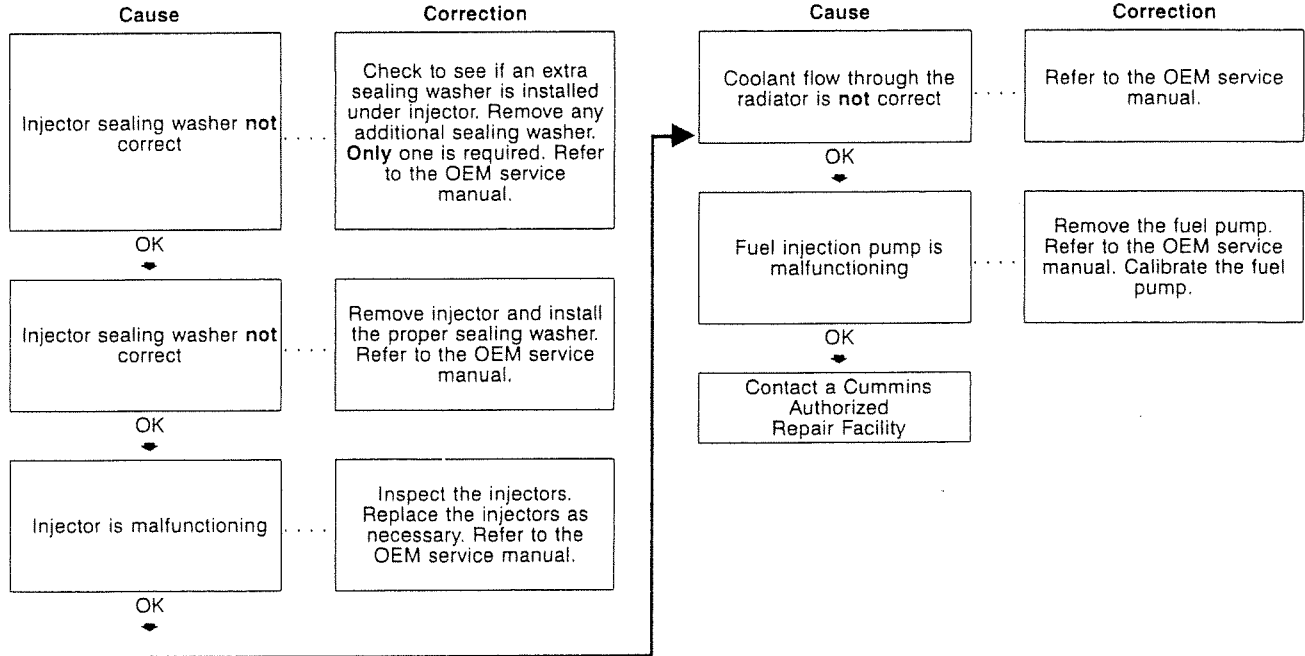 Cause
Correction
Injector sealing washer not
correct
. . . .
Check to see if an extra
sealing washer is installed
under injector. Remove any
additional sealing washer.
Only one is required. Refer
to the OEM service
manual.
OK
Injector sealing washer not
correct
. . . .
Remove injector and install
the proper sealing washer.
Refer to the OEM service
manual.
OK
Injector is malfunctioning
. . . .
Inspect the injectors.
Replace the injectors as
necessary. Refer to the
OEM service manual.
OK
Cause
Correction
Coolant flow through the
radiator is not correct
. . . . .
Refer to the OEM service
manual.
OK
Fuel injection pump is
malfunctioning
. . . . .
Remove the fuel pump.
Refer to the OEM service
manual. Calibrate the fuel
pump.
OK
Contact a Cummins
Authorized
Repair Facility